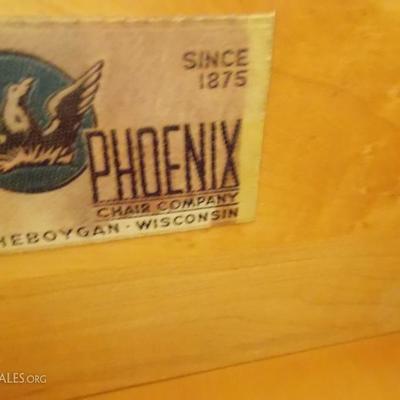 SINCE
1875
PHOENIX
CHAIR COMPANY
HEBOYGAN · WISCONSIN
ALES.ORG